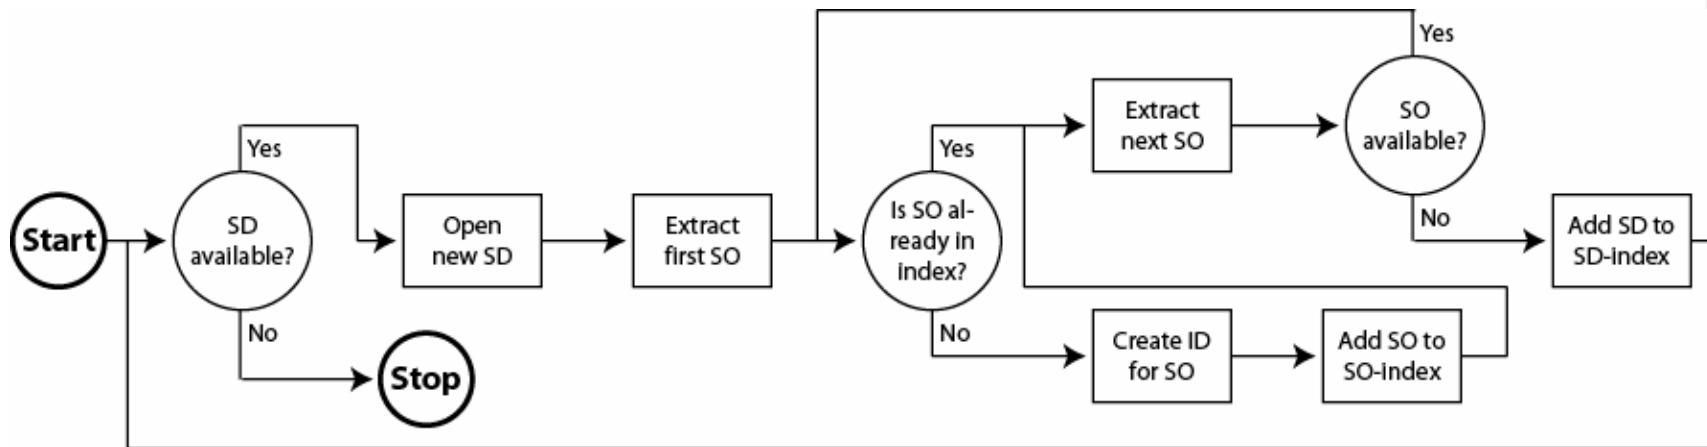 Start
SD
available?
Yes
No
Stop
Open
new SD
Extract
first SO
Is SO al-
ready in
index?
Yes
No
Extract
next SO
SO
available?
Yes
No
Create ID
for SO
Add SO to
SO-index
Add SD to
SD-index